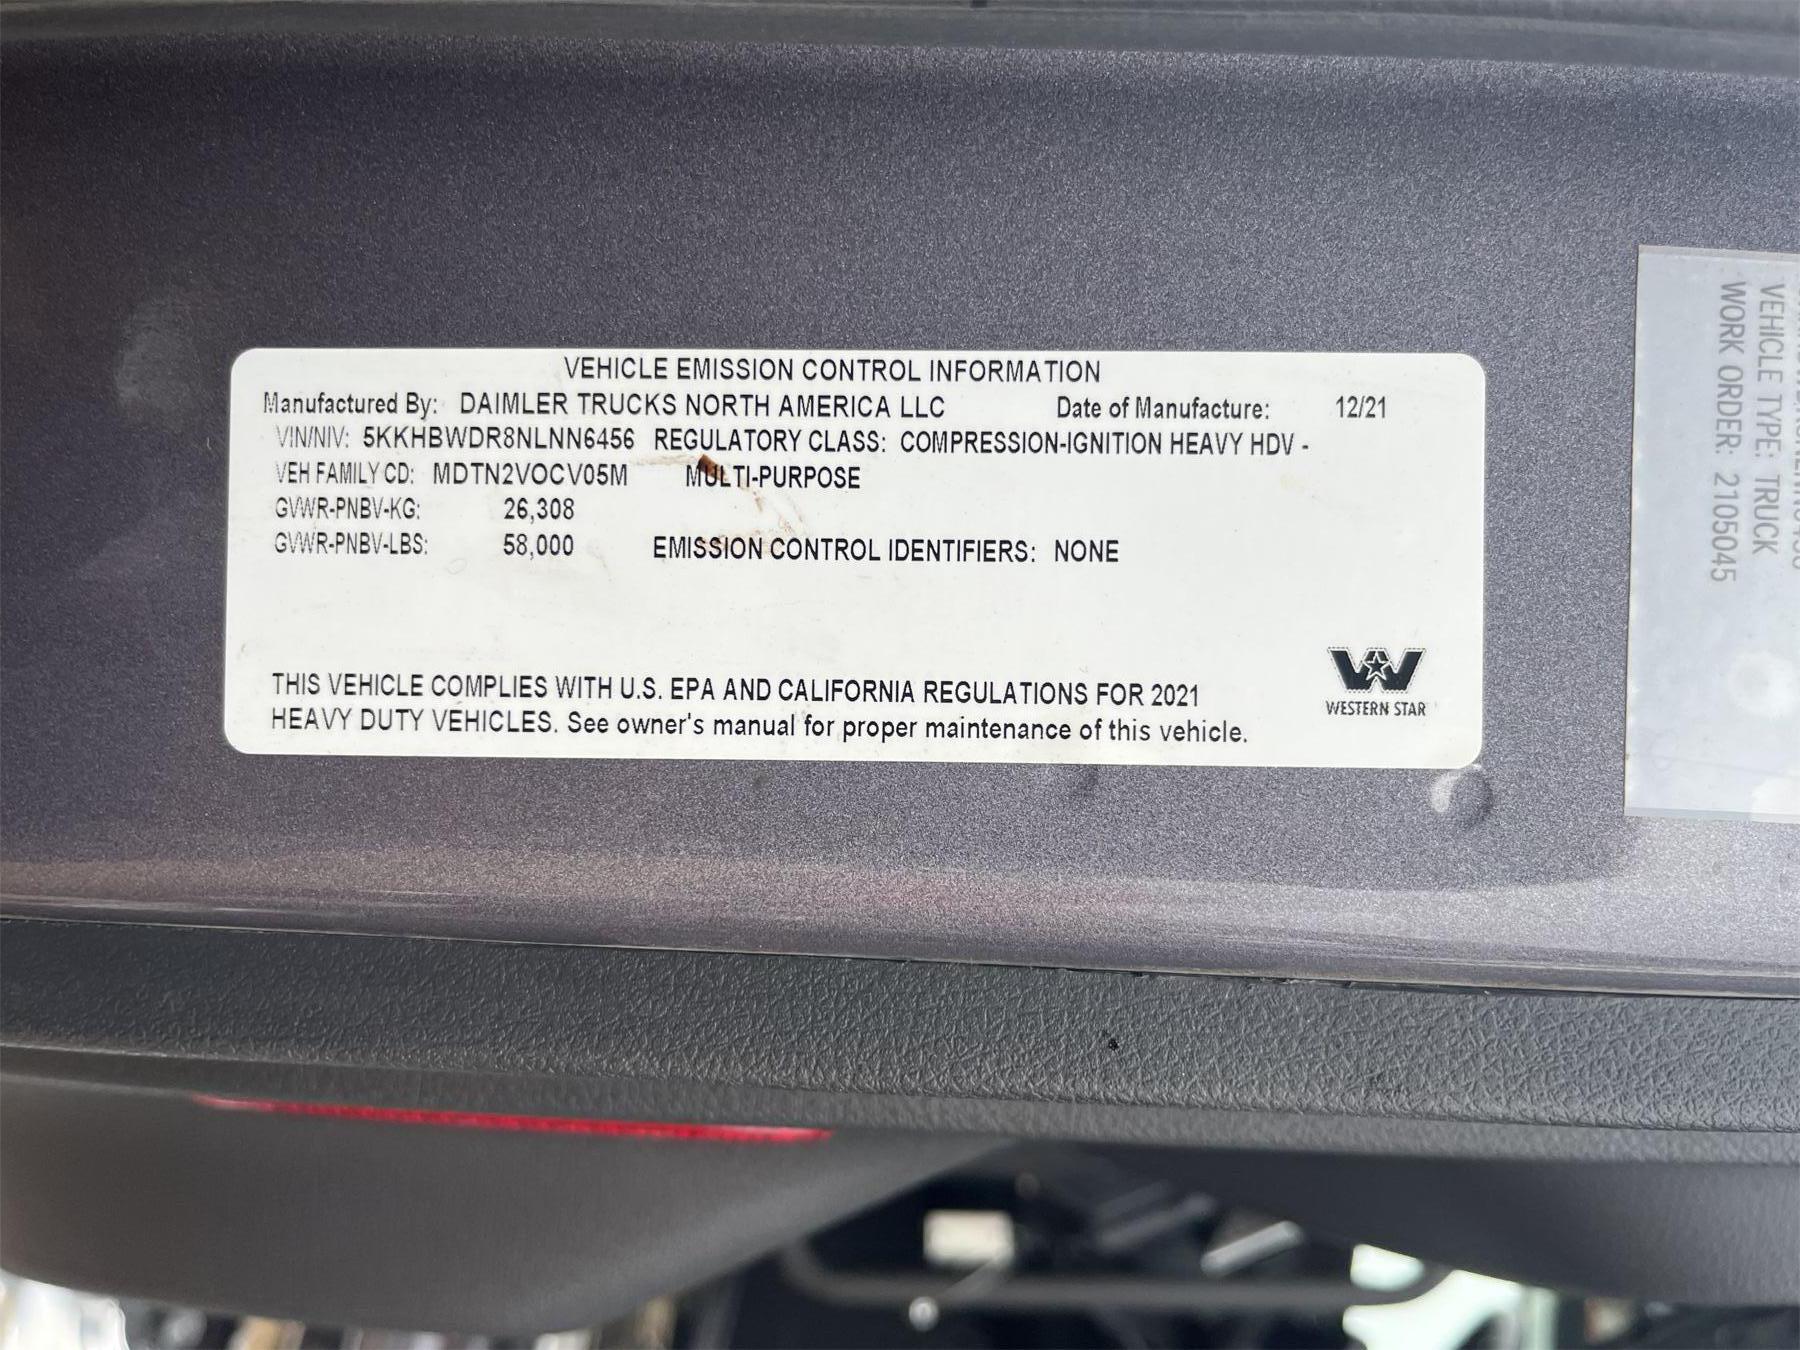 VEHICLE EMISSION CONTROL INFORMATION
Manufactured By: DAIMLER TRUCKS NORTH AMERICA LLC Date of Manufacture: 12/21
VIN/NIV: 5KKHBWDR8NLNN6456 REGULATORY CLASS: COMPRESSION-IGNITION HEAVY HDV -
VEH FAMILY CD: MDTN2VOCV05M MULTI-PURPOSE
GVWR-PNBV-KG: 26,308
GVWR-PNBV-LBS: 58,000 EMISSION CONTROL IDENTIFIERS: NONE
THIS VEHICLE COMPLIES WITH U.S. EPA AND CALIFORNIA REGULATIONS FOR 2021
HEAVY DUTY VEHICLES. See owner's manual for proper maintenance of this vehicle.
WESTERN STAR
VEHICLE TYPE: TRUCK
WORK ORDER: 2105045